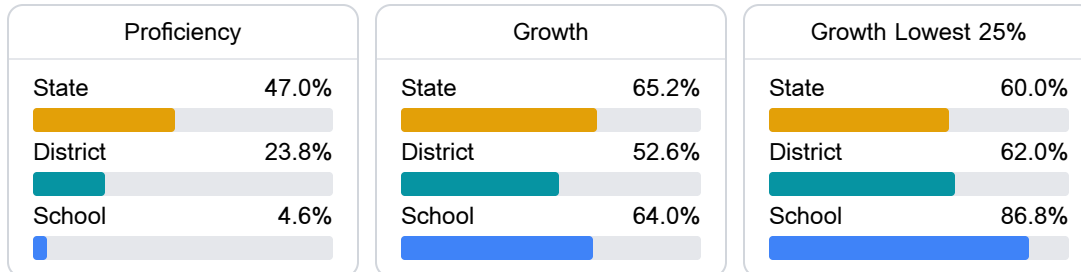 Proficiency
State 47.0%
District 23.8%
School 4.6%
Growth
State 65.2%
District 52.6%
School 64.0%
Growth Lowest 25%
State 60.0%
District 62.0%
School 86.8%